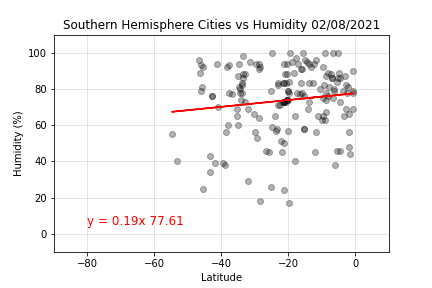 Southern Hemisphere Cities vs Humidity 02/08/2021
Humidity (%)
100
80
60
40
20
0
y = 0.19x 77.61
−80
−60
−40
−20
0
Latitude